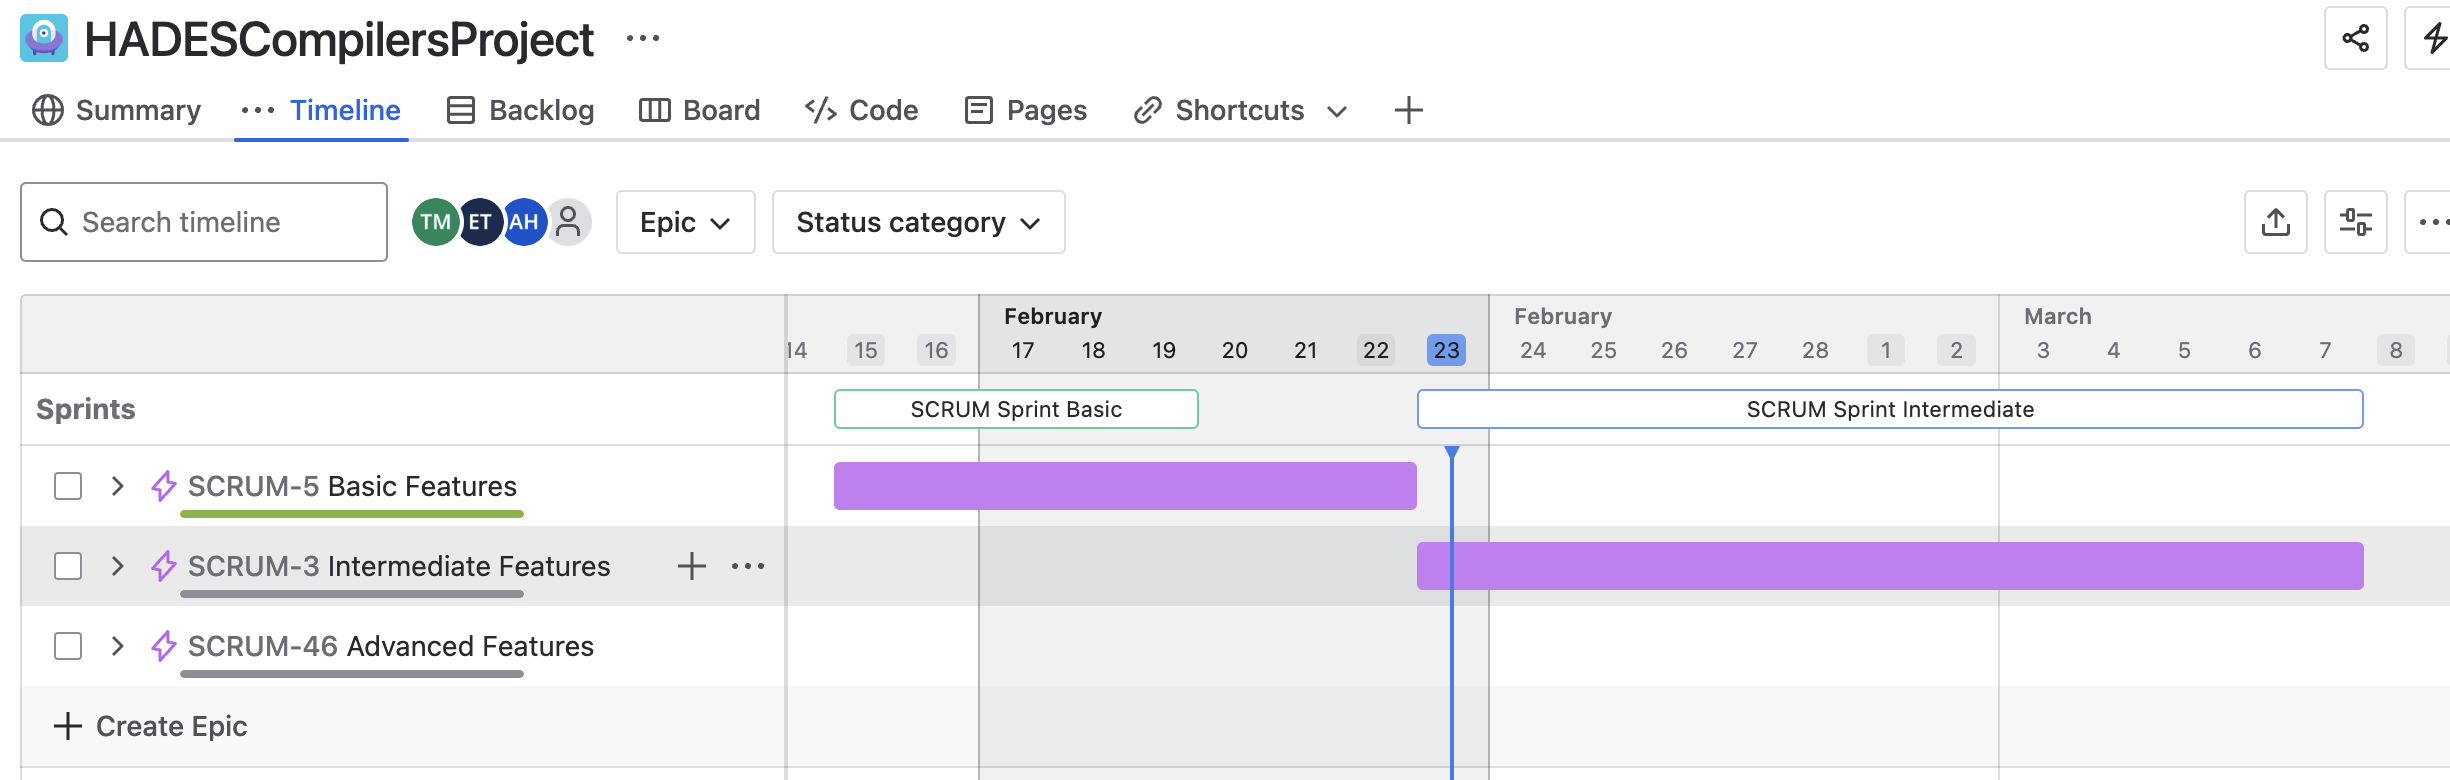 HADESCompilersProject
Summary Timeline Backlog Board Code Pages Shortcuts
Search timeline TM ET AH Epic Status category
February February March
14 15 16 17 18 19 20 21 22 23 24 25 26 27 28 1 2 3 4 5 6 7 8
Sprints SCRUM Sprint Basic SCRUM Sprint Intermediate
SCRUM-5 Basic Features
SCRUM-3 Intermediate Features
SCRUM-46 Advanced Features
Create Epic